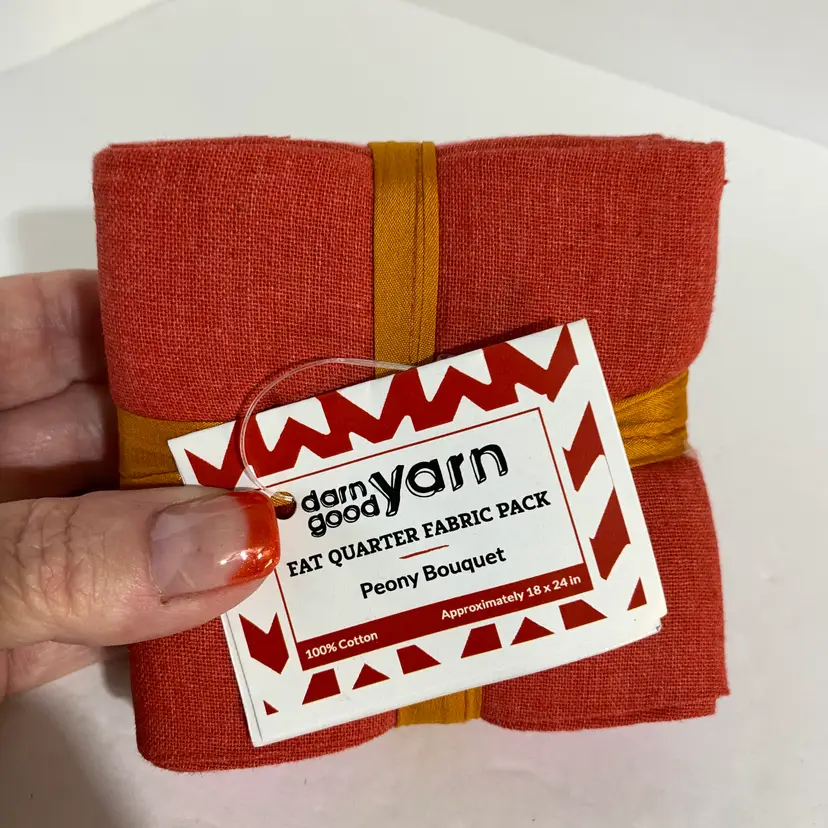 darn good yarn
FAT QUARTER FABRIC PACK
Peony Bouquet
100% Cotton
Approximately 18 x 24 in